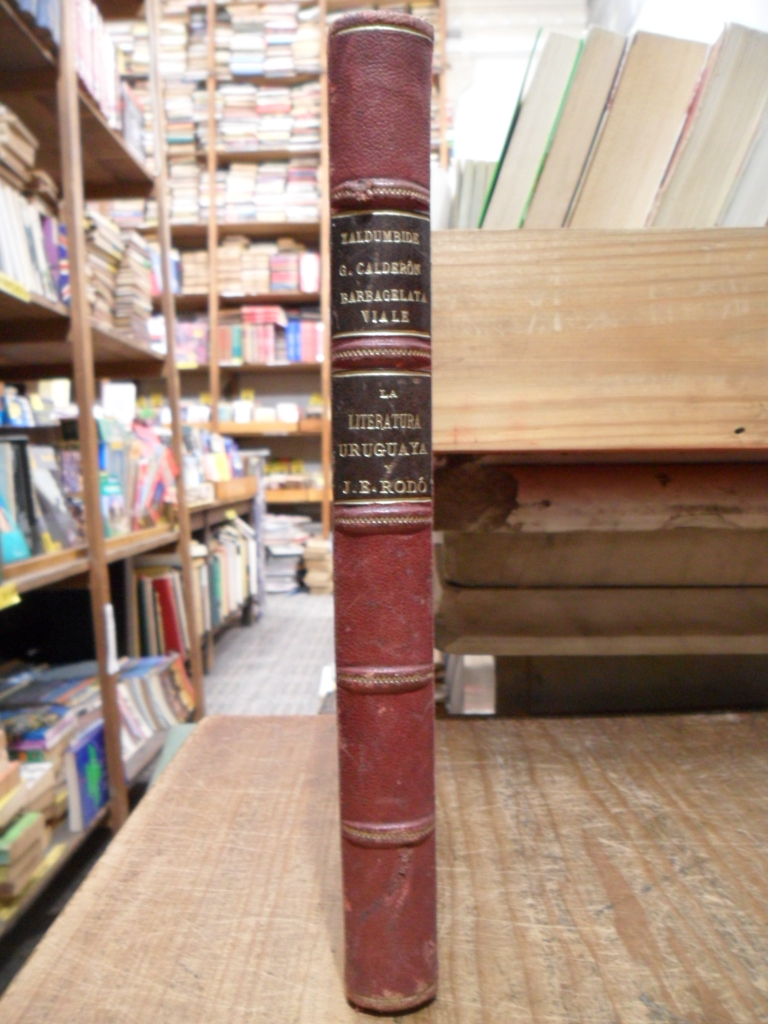 ZALDUMBIDE
G. CALDERÓN
BARBAGELATA
VIALE
LA
LITERATURA
URUGUAYA
Y
J. E. RODÓ